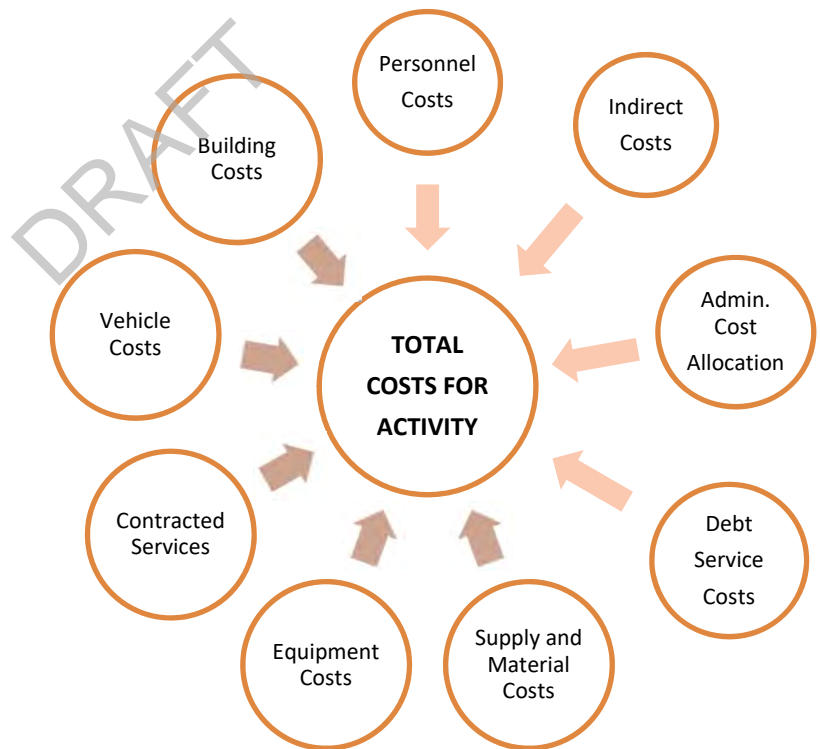 DRAFT
Personnel
Costs
Indirect
Costs
Admin.
Cost
Allocation
Debt
Service
Costs
Supply and
Material
Costs
Equipment
Costs
Contracted
Services
Vehicle
Costs
Building
Costs
TOTAL
COSTS FOR
ACTIVITY